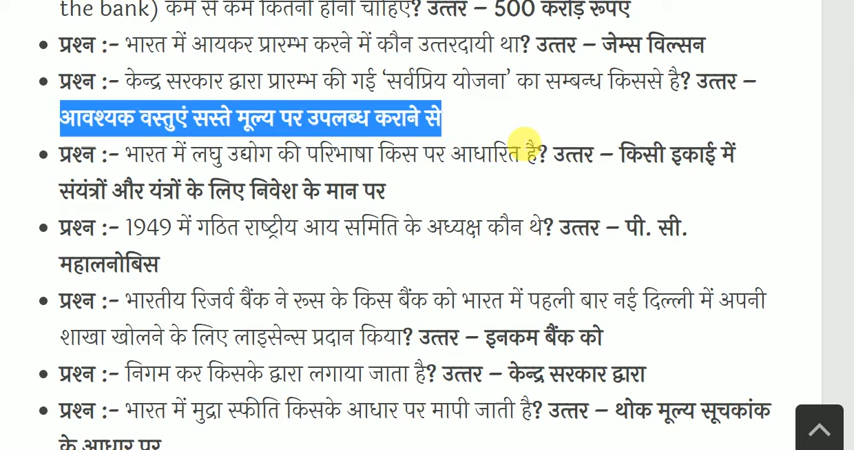 the bank) कम से कम कितनी होनी चाहिए? उत्तर – 500 करोड़ रूपए
प्रश्न :- भारत में आयकर प्रारम्भ करने में कौन उत्तरदायी था? उत्तर – जेम्स विल्सन
प्रश्न :- केन्द्र सरकार द्वारा प्रारम्भ की गई ‘सर्वप्रिय योजना’ का सम्बन्ध किससे है? उत्तर –
आवश्यक वस्तुएं सस्ते मूल्य पर उपलब्ध कराने से
प्रश्न :- भारत में लघु उद्योग की परिभाषा किस पर आधारित है? उत्तर – किसी इकाई में
संयंत्रों और यंत्रों के लिए निवेश के मान पर
प्रश्न :- 1949 में गठित राष्ट्रीय आय समिति के अध्यक्ष कौन थे? उत्तर – पी. सी.
महालनोबिस
प्रश्न :- भारतीय रिजर्व बैंक ने रूस के किस बैंक को भारत में पहली बार नई दिल्ली में अपनी
शाखा खोलने के लिए लाइसेन्स प्रदान किया? उत्तर – इनकम बैंक को
प्रश्न :- निगम कर किसके द्वारा लगाया जाता है? उत्तर – केन्द्र सरकार द्वारा
प्रश्न :- भारत में मुद्रा स्फीति किसके आधार पर मापी जाती है? उत्तर – थोक मूल्य सूचकांक
के आधार पर